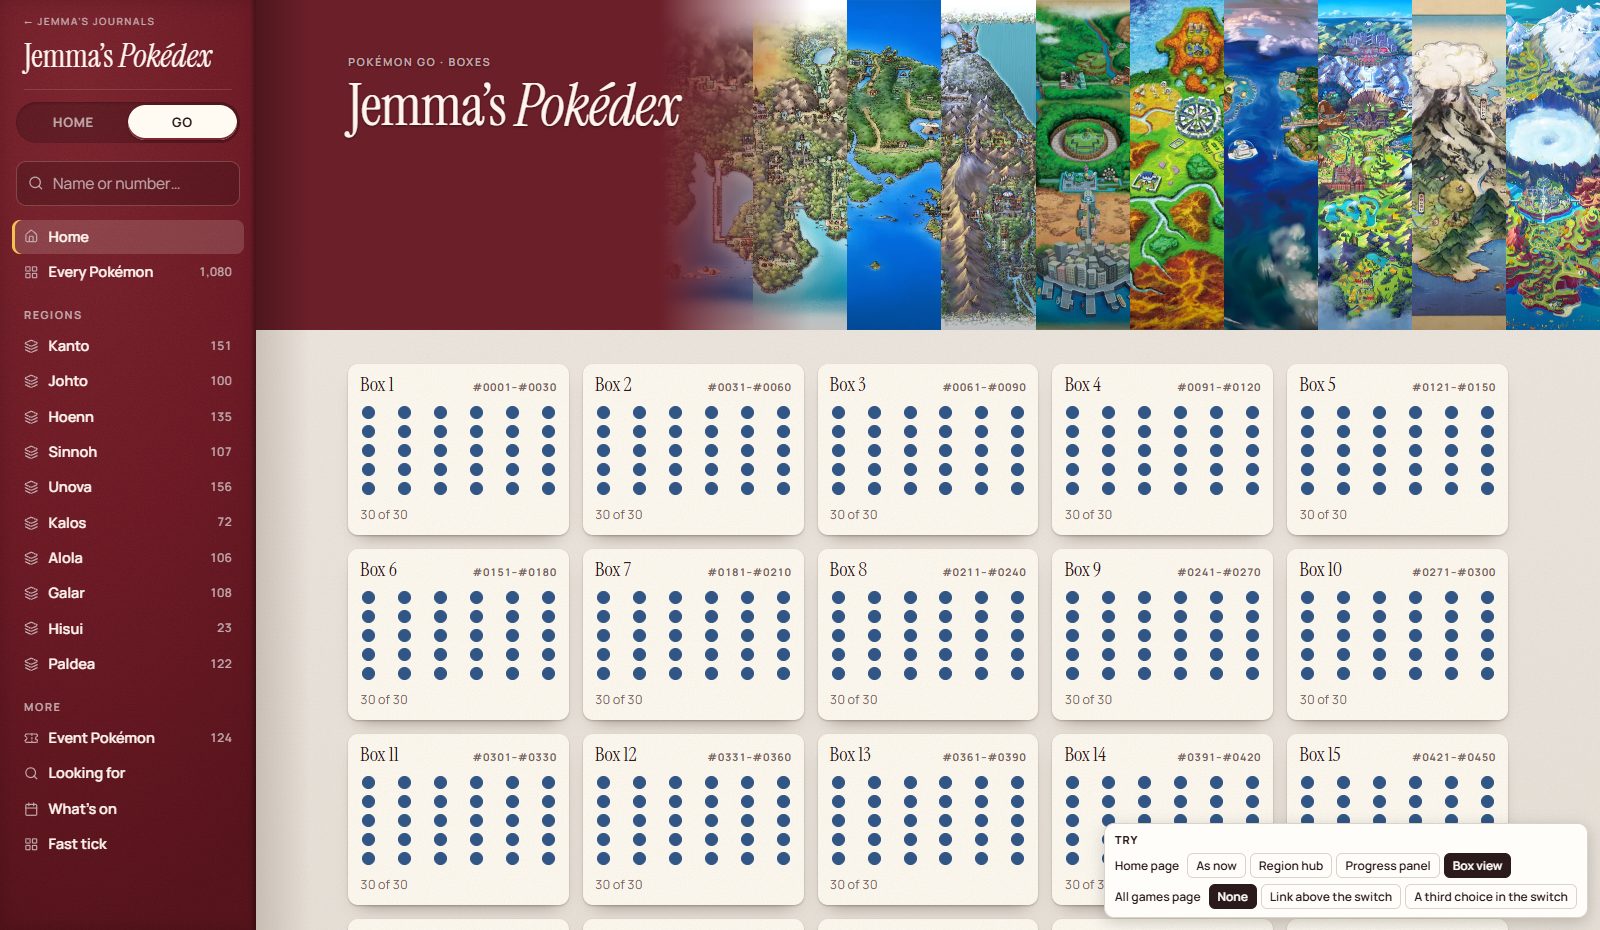 ← JEMMA'S JOURNALS
Jemma's Pokédex
HOME GO
Name or number...
Home
Every Pokémon 1,080
REGIONS
Kanto 151
Johto 100
Hoenn 135
Sinnoh 107
Unova 156
Kalos 72
Alola 106
Galar 108
Hisui 23
Paldea 122
MORE
Event Pokémon 124
Looking for
What's on
Fast tick
POKÉMON GO · BOXES
Jemma's Pokédex
Box 1 #0001–#0030
30 of 30
Box 2 #0031–#0060
30 of 30
Box 3 #0061–#0090
30 of 30
Box 4 #0091–#0120
30 of 30
Box 5 #0121–#0150
30 of 30
Box 6 #0151–#0180
30 of 30
Box 7 #0181–#0210
30 of 30
Box 8 #0211–#0240
30 of 30
Box 9 #0241–#0270
30 of 30
Box 10 #0271–#0300
30 of 30
Box 11 #0301–#0330
30 of 30
Box 12 #0331–#0360
30 of 30
Box 13 #0361–#0390
30 of 30
Box 14 #0391–#0420
30 of 3
Box 15 #0421–#0450
TRY
Home page As now Region hub Progress panel Box view
All games page None Link above the switch A third choice in the switch